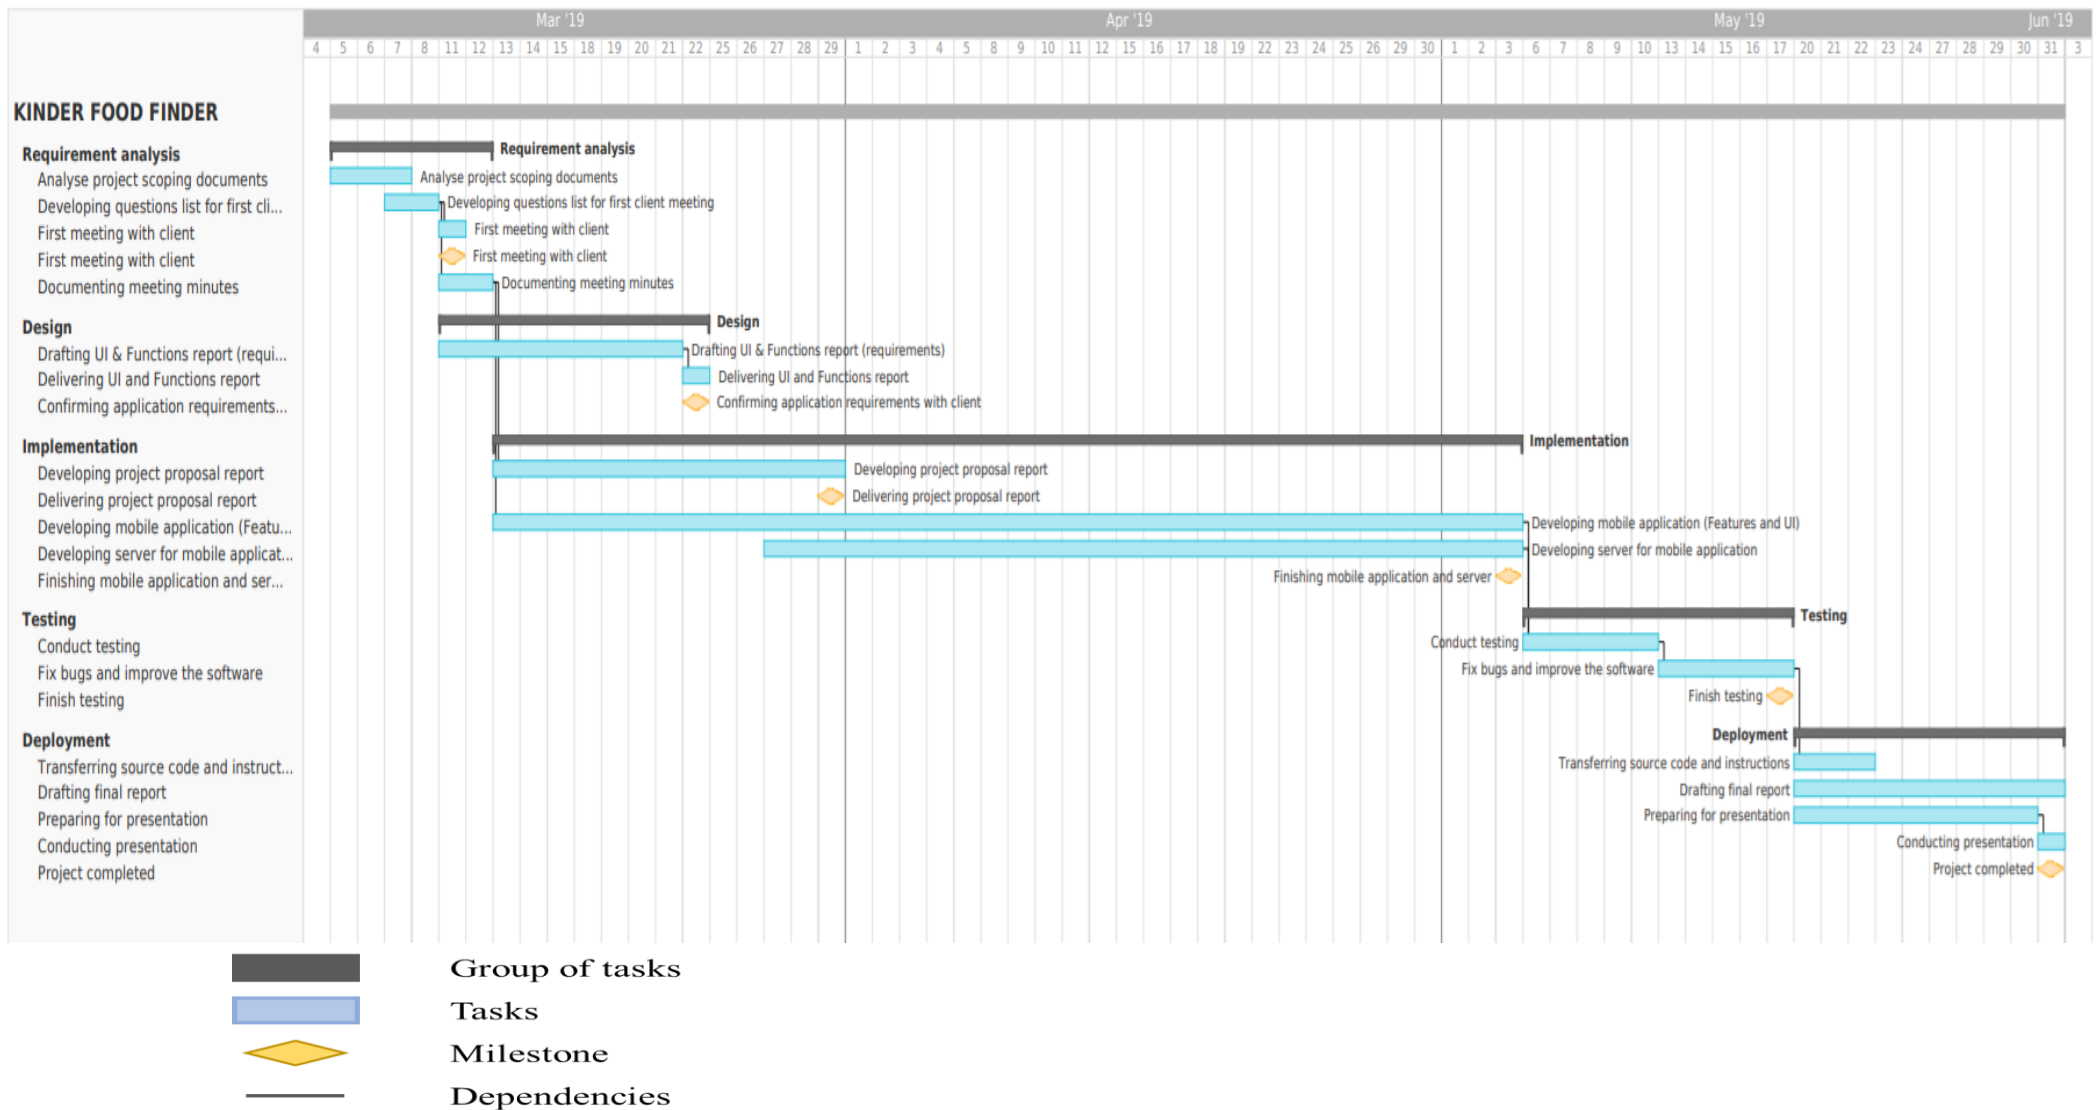 Mar '19 Apr '19 May '19 Jun '19
4 5 6 7 8 11 12 13 14 15 18 19 20 21 22 25 26 27 28 29 1 2 3 4 5 8 9 10 11 12 15 16 17 18 19 22 23 24 25 26 29 30 1 2 3 6 7 8 9 10 13 14 15 16 17 20 21 22 23 24 27 28 29 30 31 3
KINDER FOOD FINDER
Requirement analysis Requirement analysis
Analyse project scoping documents Analyse project scoping documents
Developing questions list for first cli... Developing questions list for first client meeting
First meeting with client First meeting with client
First meeting with client First meeting with client
Documenting meeting minutes Documenting meeting minutes
Design Design
Drafting UI & Functions report (requi... Drafting UI & Functions report (requirements)
Delivering UI and Functions report Delivering UI and Functions report
Confirming application requirements... Confirming application requirements with client
Implementation Implementation
Developing project proposal report Developing project proposal report
Delivering project proposal report Delivering project proposal report
Developing mobile application (Featu... Developing mobile application (Features and UI)
Developing server for mobile applicat... Developing server for mobile application
Finishing mobile application and ser... Finishing mobile application and server
Testing Testing
Conduct testing Conduct testing
Fix bugs and improve the software Fix bugs and improve the software
Finish testing Finish testing
Deployment Deployment
Transferring source code and instruct... Transferring source code and instructions
Drafting final report Drafting final report
Preparing for presentation Preparing for presentation
Conducting presentation Conducting presentation
Project completed Project completed
Group of tasks
Tasks
Milestone
Dependencies